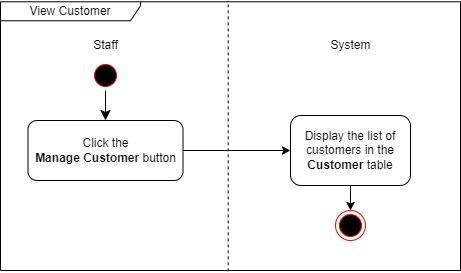 View Customer
Staff
System
Click the
Manage Customer button
Display the list of
customers in the
Customer table